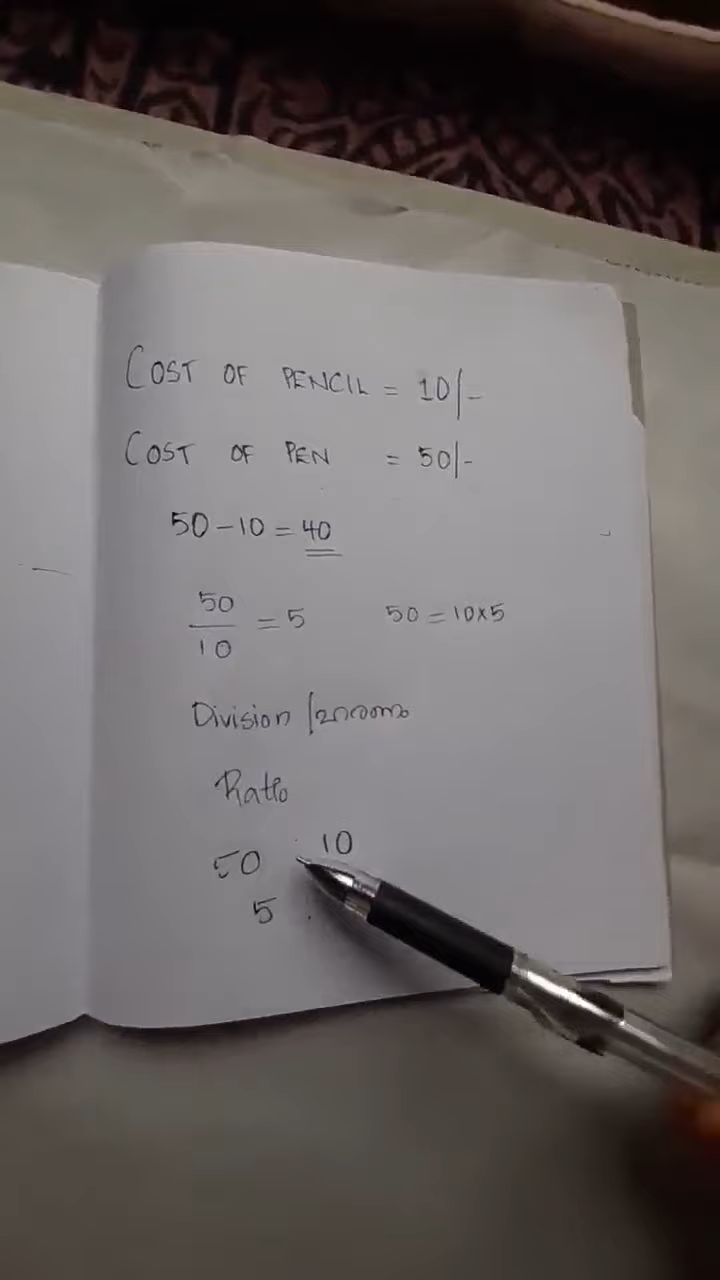 COST OF PENCIL = 10/-
COST OF PEN = 50/-
50 - 10 = 40
50/10 = 5 50 = 10x5
Division / ഹരണം
Ratio
50 : 10
5 :